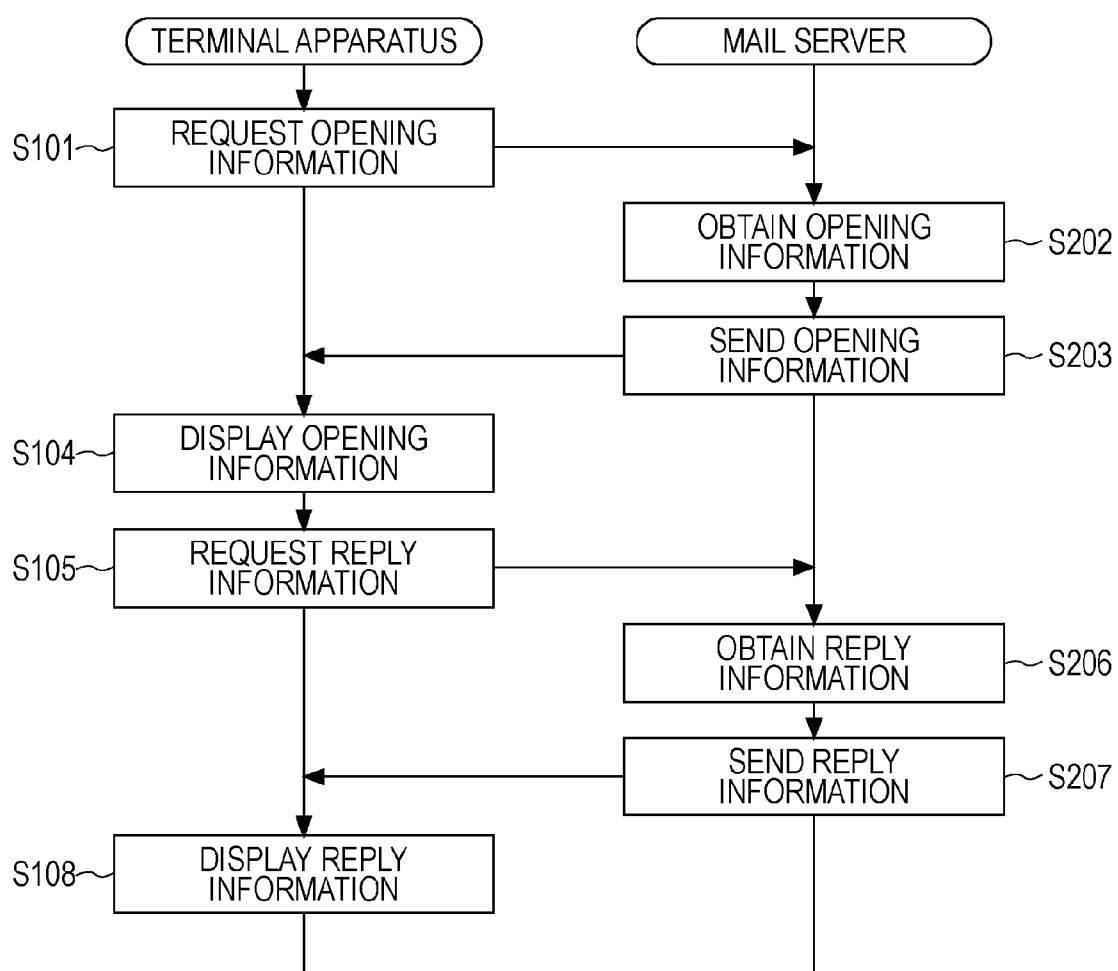 TERMINAL APPARATUS
MAIL SERVER
S101
REQUEST OPENING
INFORMATION
OBTAIN OPENING
INFORMATION
S202
SEND OPENING
INFORMATION
S203
S104
DISPLAY OPENING
INFORMATION
S105
REQUEST REPLY
INFORMATION
OBTAIN REPLY
INFORMATION
S206
SEND REPLY
INFORMATION
S207
S108
DISPLAY REPLY
INFORMATION